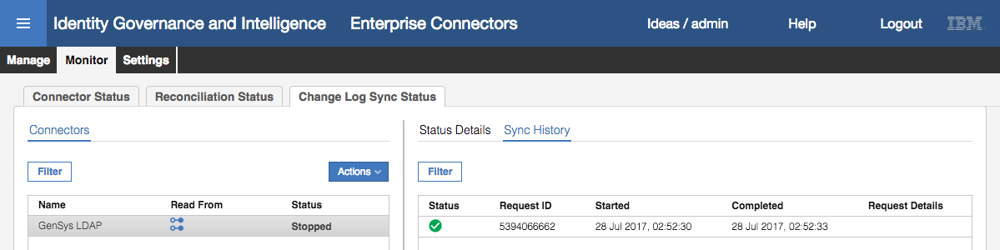 Identity Governance and Intelligence Enterprise Connectors Ideas / admin Help Logout IBM
Manage Monitor Settings
Connector Status Reconciliation Status Change Log Sync Status
Connectors
Status Details Sync History
Filter Actions
Filter
Name Read From Status
GenSys LDAP Stopped
Status Request ID Started Completed Request Details
5394066662 28 Jul 2017, 02:52:30 28 Jul 2017, 02:52:33